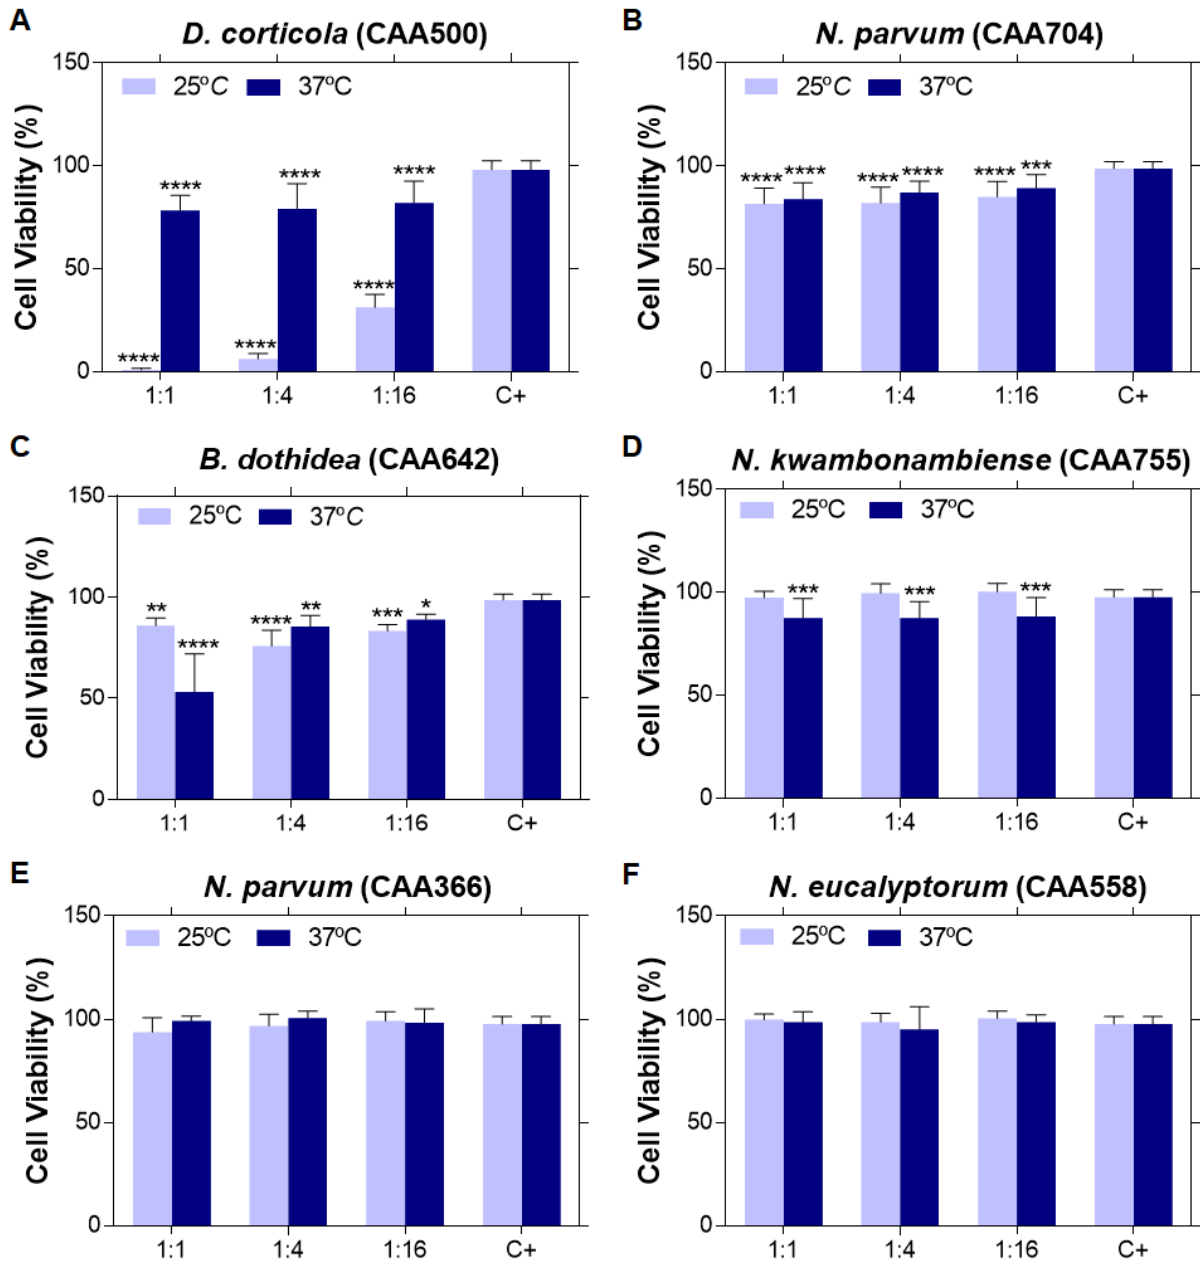 A
D. corticola (CAA500)
25ºC 37ºC
Cell Viability (%)
150
100
50
0
**** **** **** **** **** ****
1:1 1:4 1:16 C+
B
N. parvum (CAA704)
25ºC 37ºC
Cell Viability (%)
150
100
50
0
**** **** **** **** **** ***
1:1 1:4 1:16 C+
C
B. dothidea (CAA642)
25ºC 37ºC
Cell Viability (%)
150
100
50
0
** **** **** ** *** *
1:1 1:4 1:16 C+
D
N. kwambonambiense (CAA755)
25ºC 37ºC
Cell Viability (%)
150
100
50
0
*** *** ***
1:1 1:4 1:16 C+
E
N. parvum (CAA366)
25ºC 37ºC
Cell Viability (%)
150
100
50
0
1:1 1:4 1:16 C+
F
N. eucalyptorum (CAA558)
25ºC 37ºC
Cell Viability (%)
150
100
50
0
1:1 1:4 1:16 C+